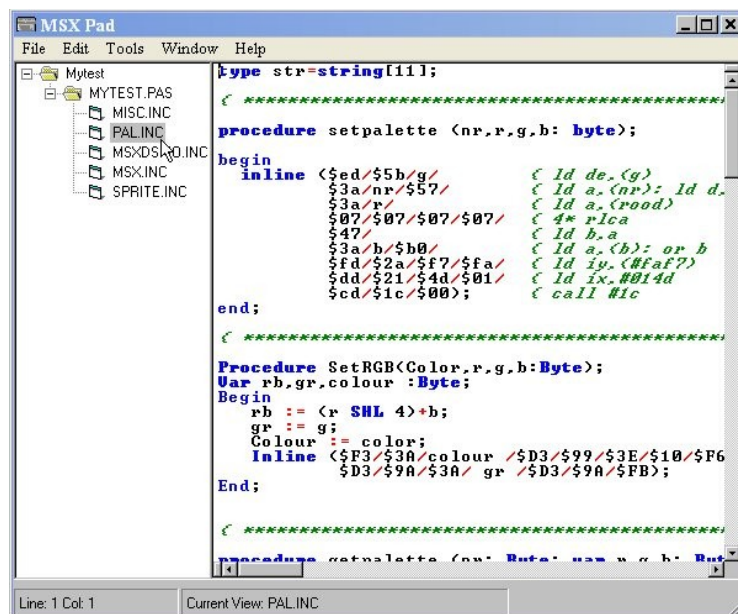 MSX Pad
File Edit Tools Window Help
Mytest
MYTEST.PAS
MISC.INC
PAL.INC
MSX.INC
SPRITE.INC
type str=string[11];
{ ************************************************
procedure setpalette (nr,r,g,b: byte);
begin
inline ($ed/$5b/g/ { ld de,(g)
$3a/nr/$57/ { ld a,(nr): ld d,
$3a/r/ { ld a,(rood)
$07/$07/$07/$07/ { 4* rlca
$47/ { ld b,a
$3a/b/$b0/ { ld a,(b): or b
$fd/$2a/$f7/$fa/ { ld iy,(#faf7)
$dd/$21/$4d/$01/ { ld ix,#014d
$cd/$1c/$00); { call #1c
end;
{ ************************************************
Procedure SetRGB(Color,r,g,b:Byte);
Var rb,gr,colour :Byte;
Begin
rb := (r SHL 4)+b;
gr := g;
Colour := color;
Inline ($F3/$3A/colour /$D3/$99/$3E/$10/$F6
$D3/$9A/$3A/ gr /$D3/$9A/$FB);
End;
{ ************************************************
procedure getpalette (nr: Byte; var r,g,b: Byt
Line: 1 Col: 1
Current View: PAL.INC